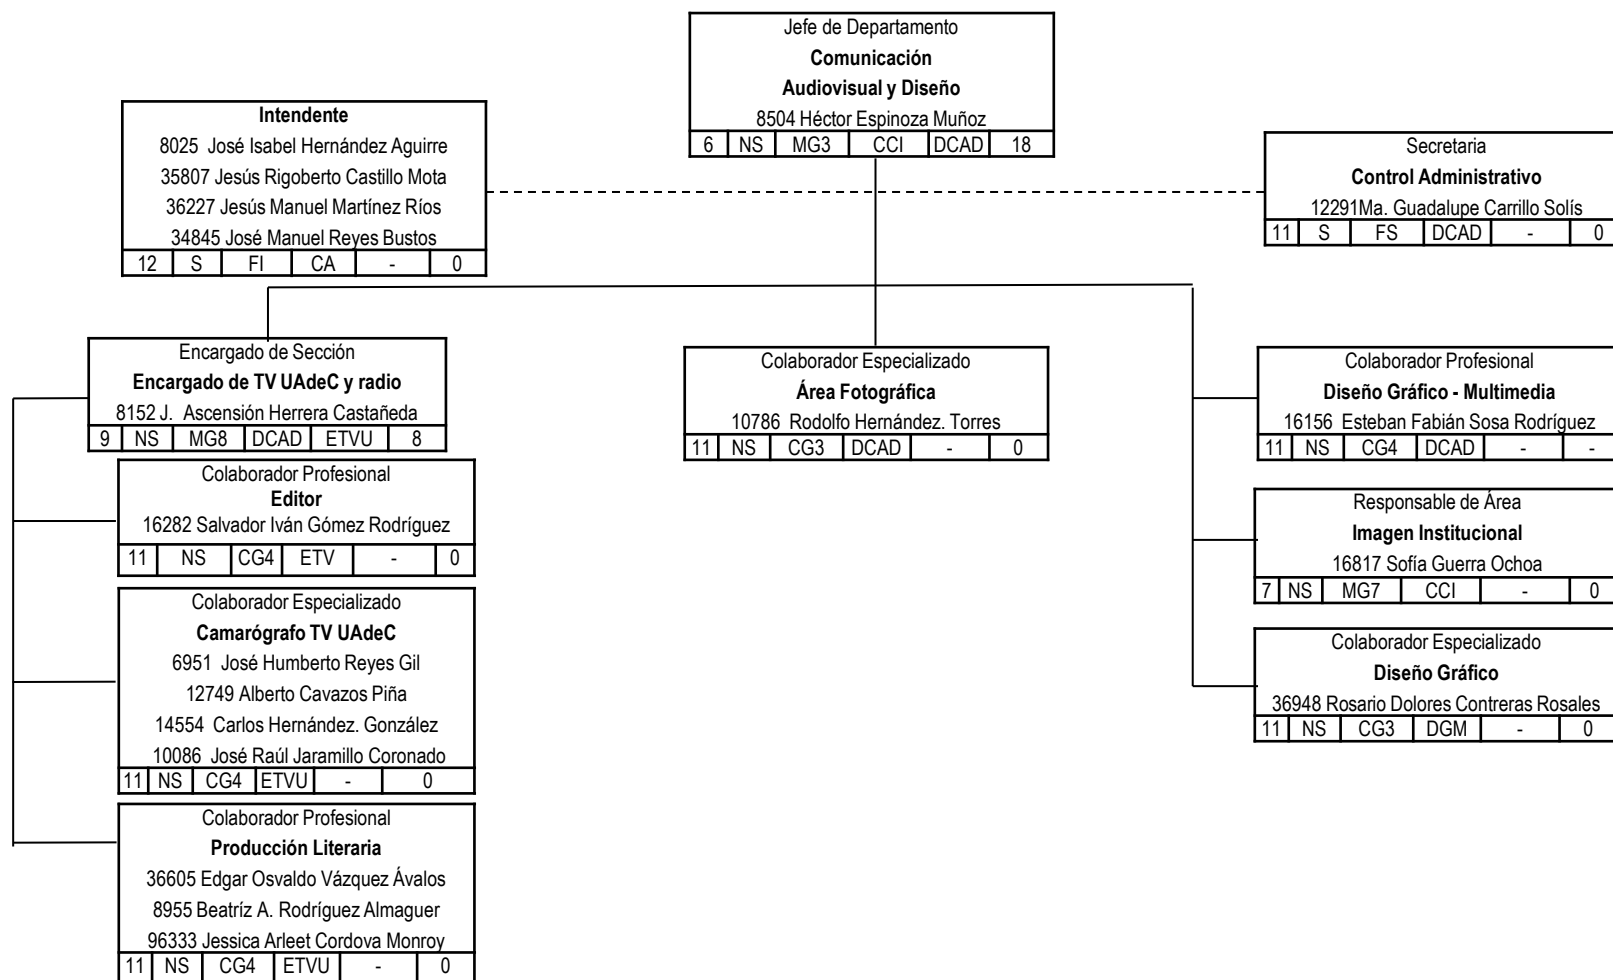 Jefe de Departamento
Comunicación
Audiovisual y Diseño
8504 Héctor Espinoza Muñoz
6 NS MG3 CCI DCAD 18
Intendente
8025 José Isabel Hernández Aguirre
35807 Jesús Rigoberto Castillo Mota
36227 Jesús Manuel Martínez Ríos
34845 José Manuel Reyes Bustos
12 S FI CA - 0
Secretaria
Control Administrativo
12291Ma. Guadalupe Carrillo Solís
11 S FS DCAD - 0
Encargado de Sección
Encargado de TV UAdeC y radio
8152 J. Ascensión Herrera Castañeda
9 NS MG8 DCAD ETVU 8
Colaborador Profesional
Editor
16282 Salvador Iván Gómez Rodríguez
11 NS CG4 ETV - 0
Colaborador Especializado
Camarógrafo TV UAdeC
6951 José Humberto Reyes Gil
12749 Alberto Cavazos Piña
14554 Carlos Hernández. González
10086 José Raúl Jaramillo Coronado
11 NS CG4 ETVU - 0
Colaborador Profesional
Producción Literaria
36605 Edgar Osvaldo Vázquez Ávalos
8955 Beatríz A. Rodríguez Almaguer
96333 Jessica Arleet Cordova Monroy
11 NS CG4 ETVU - 0
Colaborador Especializado
Área Fotográfica
10786 Rodolfo Hernández. Torres
11 NS CG3 DCAD - 0
Colaborador Profesional
Diseño Gráfico - Multimedia
16156 Esteban Fabián Sosa Rodríguez
11 NS CG4 DCAD - -
Responsable de Área
Imagen Institucional
16817 Sofía Guerra Ochoa
7 NS MG7 CCI - 0
Colaborador Especializado
Diseño Gráfico
36948 Rosario Dolores Contreras Rosales
11 NS CG3 DGM - 0